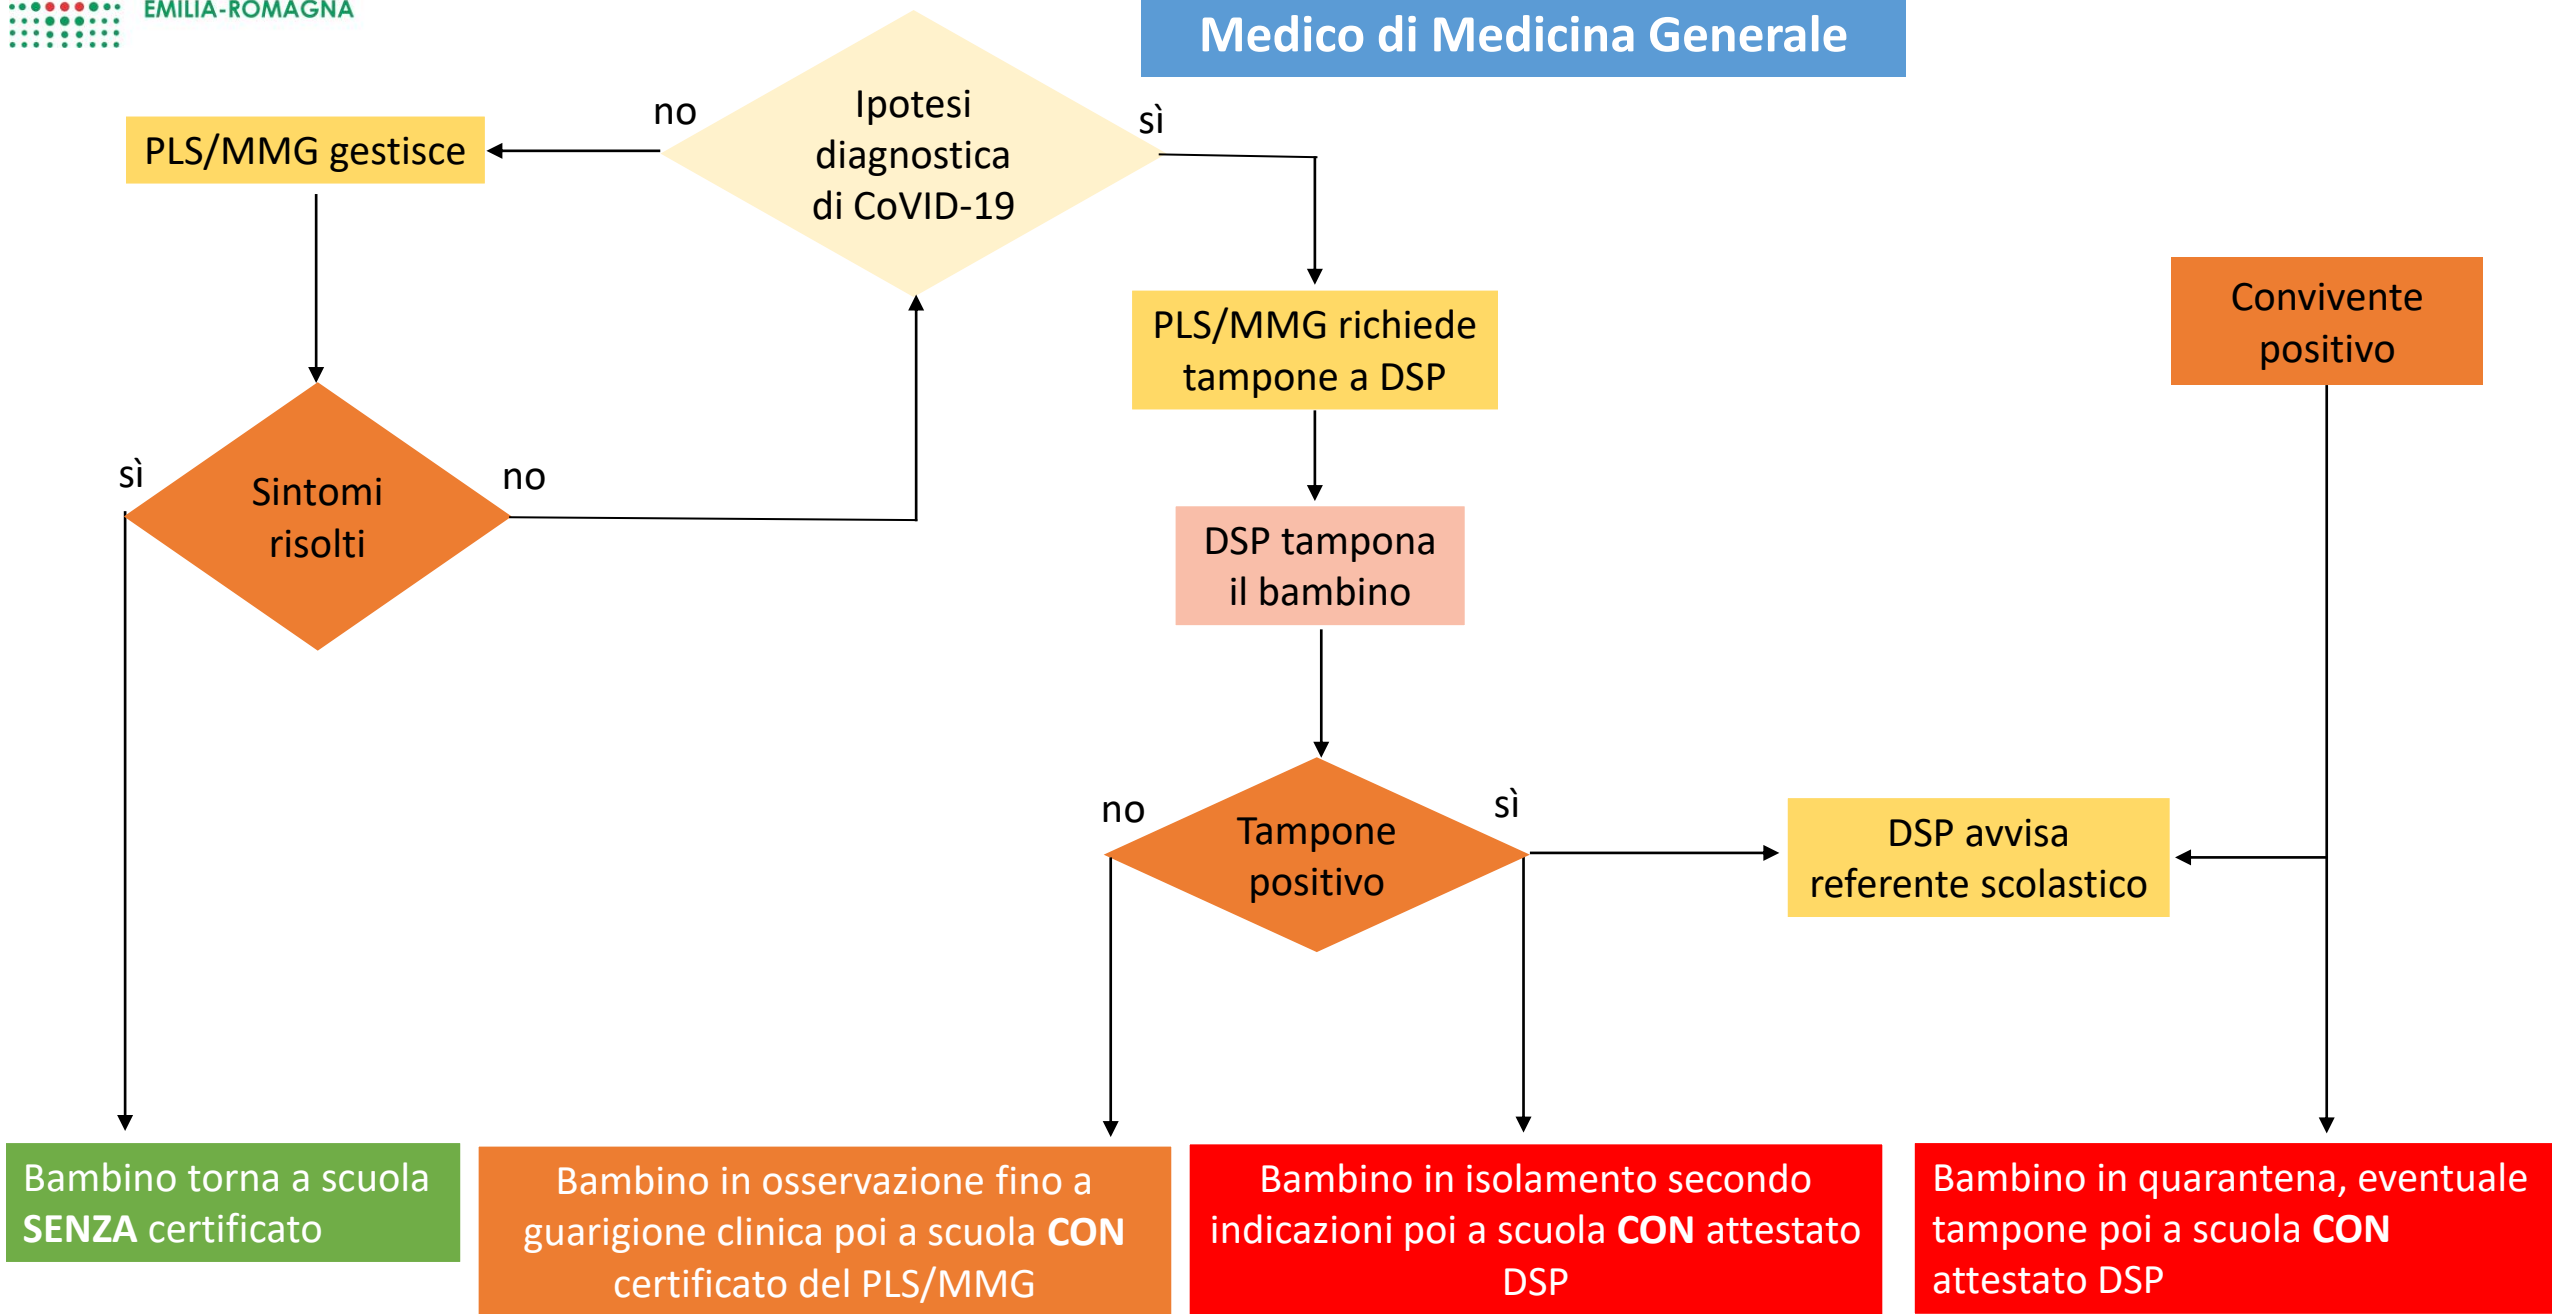 EMILIA-ROMAGNA
Medico di Medicina Generale
Ipotesi
diagnostica
di CoVID-19
no
sì
PLS/MMG gestisce
PLS/MMG richiede
tampone a DSP
Convivente
positivo
sì
Sintomi
risolti
no
DSP tampona
il bambino
no
Tampone
positivo
sì
DSP avvisa
referente scolastico
Bambino torna a scuola
SENZA certificato
Bambino in osservazione fino a
guarigione clinica poi a scuola CON
certificato del PLS/MMG
Bambino in isolamento secondo
indicazioni poi a scuola CON attestato
DSP
Bambino in quarantena, eventuale
tampone poi a scuola CON
attestato DSP